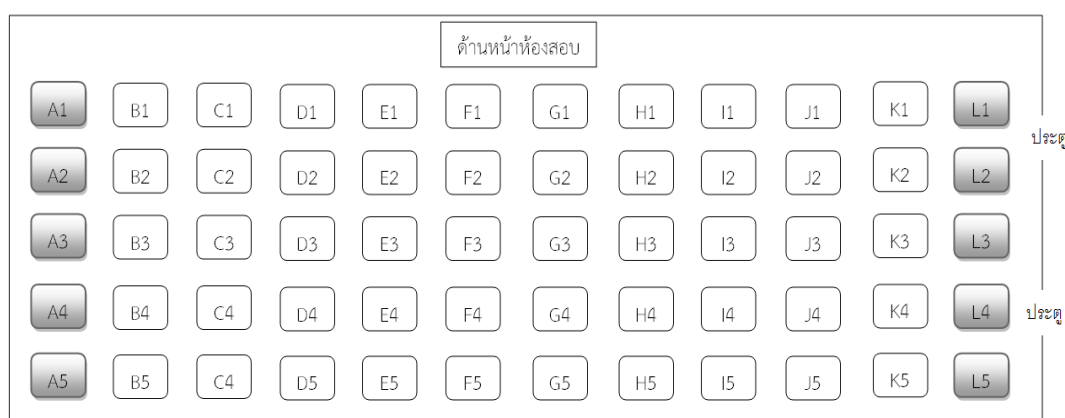 ด้านหน้าห้องสอบ
A1 B1 C1 D1 E1 F1 G1 H1 I1 J1 K1 L1
ประตู
A2 B2 C2 D2 E2 F2 G2 H2 I2 J2 K2 L2
A3 B3 C3 D3 E3 F3 G3 H3 I3 J3 K3 L3
A4 B4 C4 D4 E4 F4 G4 H4 I4 J4 K4 L4
ประตู
A5 B5 C4 D5 E5 F5 G5 H5 I5 J5 K5 L5